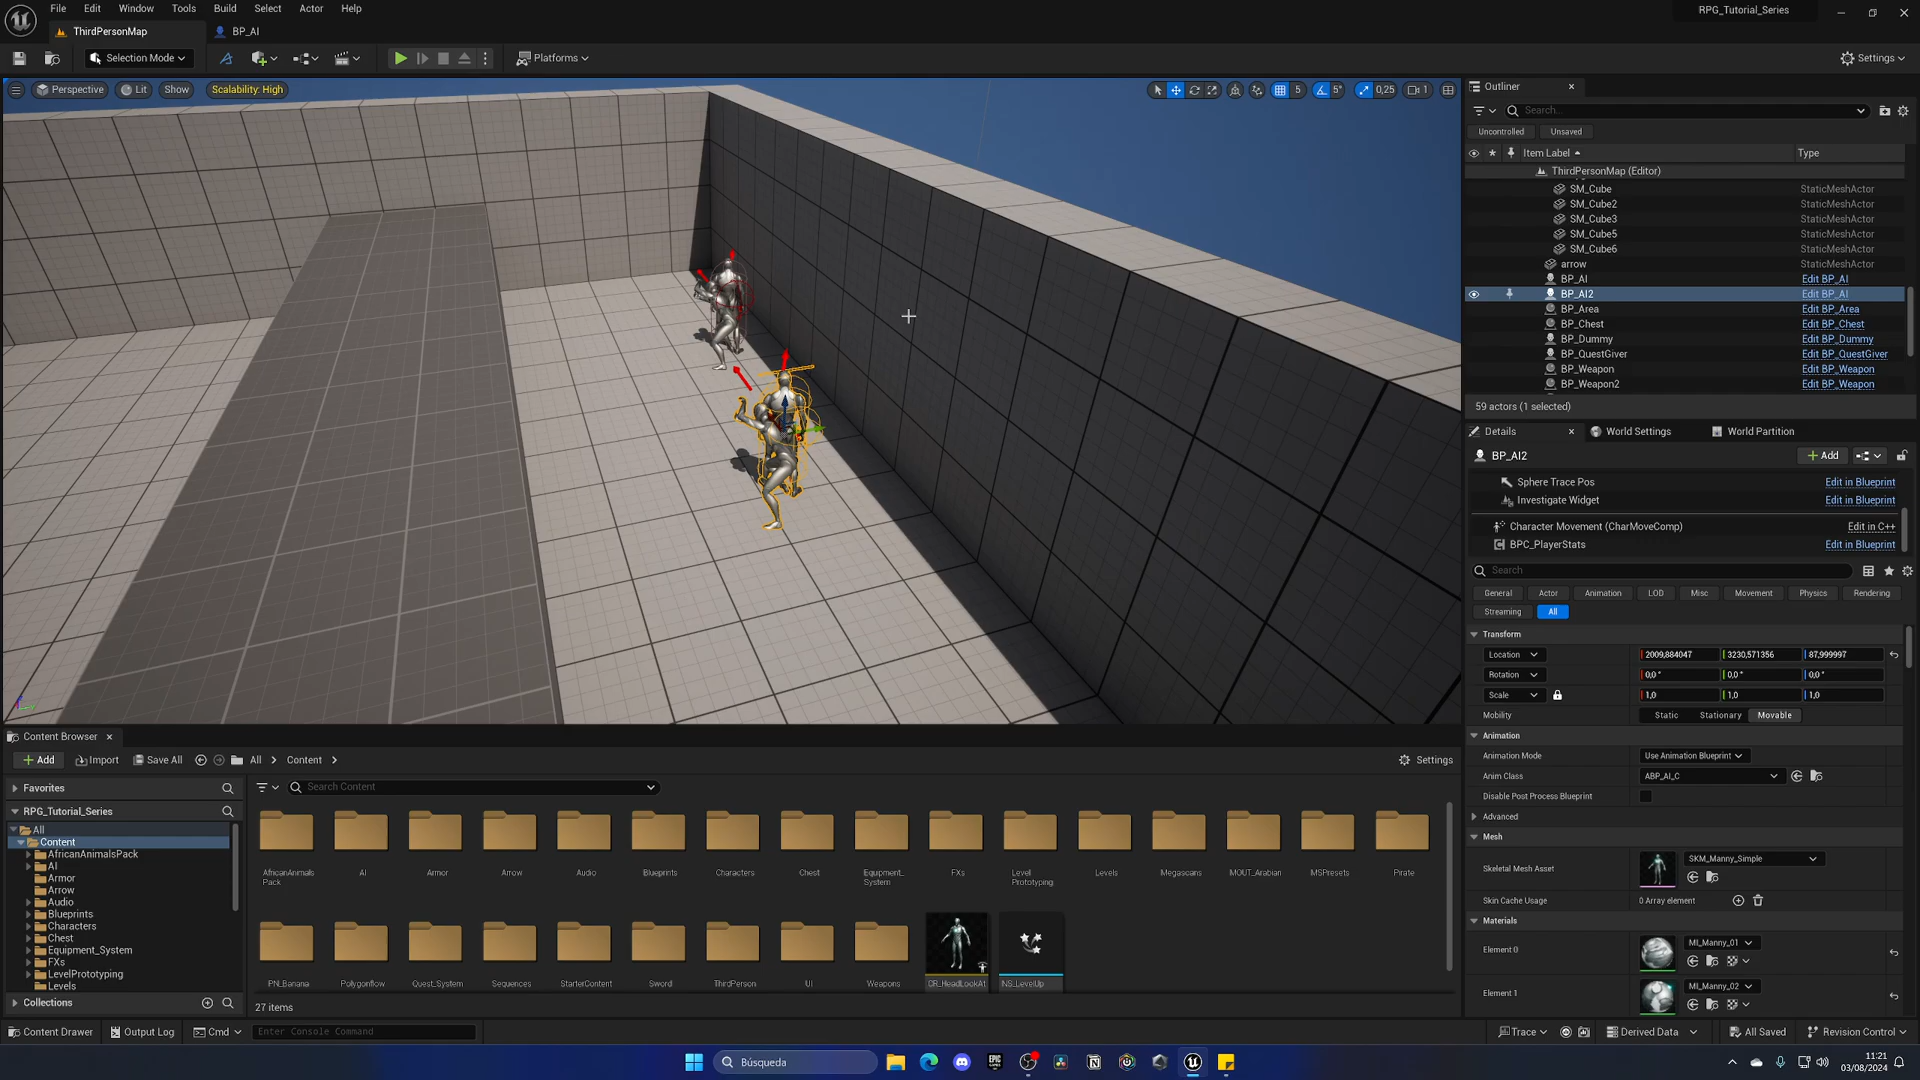 File Edit Window Tools Build Select Actor Help
RPG_Tutorial_Series
ThirdPersonMap
BP_AI
Selection Mode
Platforms
Settings
Perspective
Lit
Show
Scalability: High
5
5°
0,25
1
Outliner
Search...
Uncontrolled
Unsaved
Item Label
Type
ThirdPersonMap (Editor)
SM_Cube StaticMeshActor
SM_Cube2 StaticMeshActor
SM_Cube3 StaticMeshActor
SM_Cube5 StaticMeshActor
SM_Cube6 StaticMeshActor
arrow StaticMeshActor
BP_AI Edit BP_AI
BP_AI2 Edit BP_AI
BP_Area Edit BP_Area
BP_Chest Edit BP_Chest
BP_Dummy Edit BP_Dummy
BP_QuestGiver Edit BP_QuestGiver
BP_Weapon Edit BP_Weapon
BP_Weapon2 Edit BP_Weapon
59 actors (1 selected)
Details
World Settings
World Partition
BP_AI2
Add
Sphere Trace Pos Edit in Blueprint
Investigate Widget Edit in Blueprint
Character Movement (CharMoveComp) Edit in C++
BPC_PlayerStats Edit in Blueprint
Search
General Actor Animation LOD Misc Movement Physics Rendering
Streaming All
Transform
Location 2009,884047 3230,571356 87,999997
Rotation 0,0° 0,0° 0,0°
Scale 1,0 1,0 1,0
Mobility Static Stationary Movable
Animation
Animation Mode Use Animation Blueprint
Anim Class ABP_AI_C
Disable Post Process Blueprint
Advanced
Mesh
Skeletal Mesh Asset SKM_Manny_Simple
Skin Cache Usage 0 Array element
Materials
Element 0 MI_Manny_01
Element 1 MI_Manny_02
Content Browser
Add
Import
Save All
All
Content
Settings
Favorites
RPG_Tutorial_Series
All
Content
AfricanAnimalsPack
AI
Armor
Arrow
Audio
Blueprints
Characters
Chest
Equipment_System
FXs
LevelPrototyping
Levels
Collections
Search Content
AfricanAnimals
Pack
AI
Armor
Arrow
Audio
Blueprints
Characters
Chest
Equipment_
System
FXs
Level
Prototyping
Levels
Megascans
MOUT_Arabian
MSPresets
Pirate
PN_Banana
Polygonflow
Quest_System
Sequences
StarterContent
Sword
ThirdPerson
UI
Weapons
CR_HeadLookAt
NS_LevelUp
27 items
Content Drawer
Output Log
Cmd
Enter Console Command
Trace
Derived Data
All Saved
Revision Control
Búsqueda
EPIC
GAMES
11:21
03/08/2024